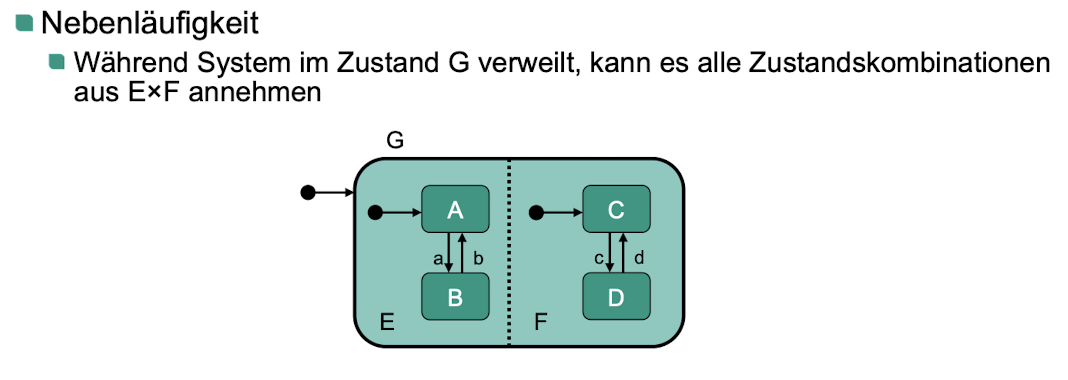 Nebenläufigkeit
Während System im Zustand G verweilt, kann es alle Zustandskombinationen
aus E×F annehmen
G
A
C
a
b
c
d
B
D
E
F